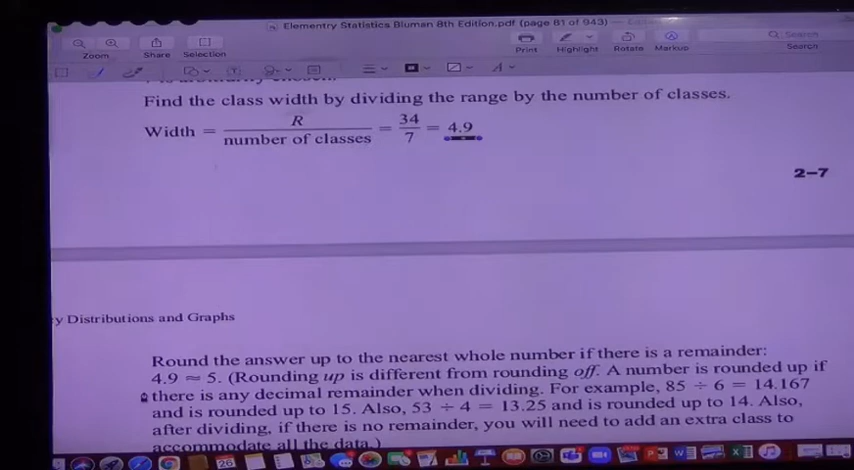 Elementry Statistics Bluman 8th Edition.pdf (page 81 of 943)
Zoom Share Selection Print Highlight Rotate Markup Search
Search
Find the class width by dividing the range by the number of classes.
Width = R / number of classes = 34 / 7 = 4.9
2–7
y Distributions and Graphs
Round the answer up to the nearest whole number if there is a remainder:
4.9 ≈ 5. (Rounding up is different from rounding off. A number is rounded up if
there is any decimal remainder when dividing. For example, 85 ÷ 6 = 14.167
and is rounded up to 15. Also, 53 ÷ 4 = 13.25 and is rounded up to 14. Also,
after dividing, if there is no remainder, you will need to add an extra class to
accommodate all the data.)
26